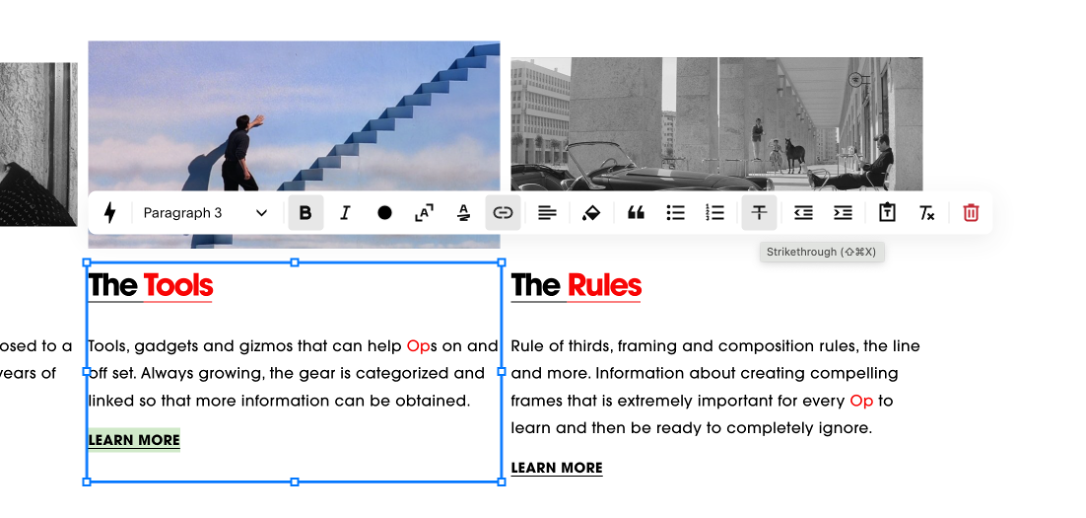 Paragraph 3
Strikethrough (⇧⌘X)
The Tools
The Rules
osed to a
years of
Tools, gadgets and gizmos that can help Ops on and
off set. Always growing, the gear is categorized and
linked so that more information can be obtained.
LEARN MORE
Rule of thirds, framing and composition rules, the line
and more. Information about creating compelling
frames that is extremely important for every Op to
learn and then be ready to completely ignore.
LEARN MORE